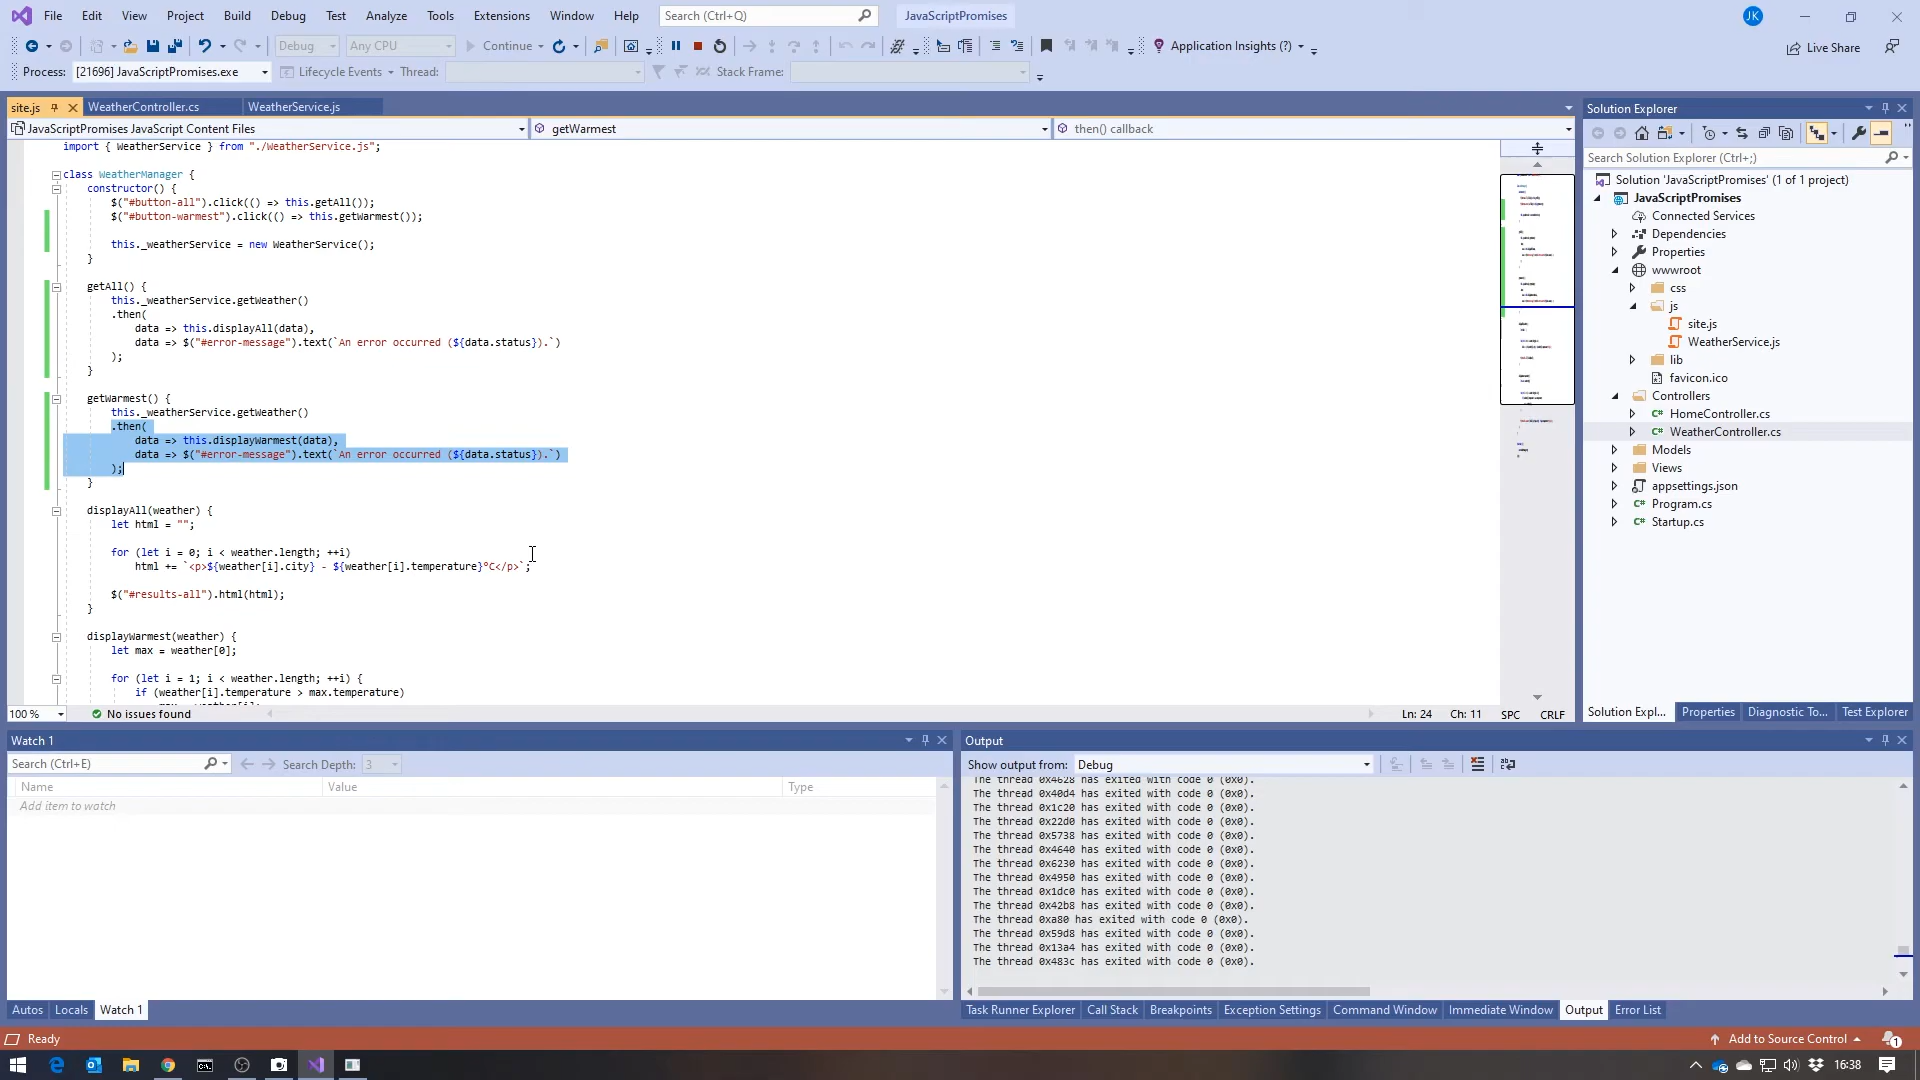 File Edit View Project Build Debug Test Analyze Tools Extensions Window Help Search (Ctrl+Q) JavaScriptPromises JK
Debug Any CPU Continue Application Insights (?) Live Share
Process: [21696] JavaScriptPromises.exe Lifecycle Events Thread: Stack Frame:
site.js WeatherController.cs WeatherService.js
JavaScriptPromises JavaScript Content Files getWarmest then() callback
import { WeatherService } from "./WeatherService.js";
class WeatherManager {
constructor() {
$("#button-all").click(() => this.getAll());
$("#button-warmest").click(() => this.getWarmest());
this._weatherService = new WeatherService();
}
getAll() {
this._weatherService.getWeather()
.then(
data => this.displayAll(data),
data => $("#error-message").text(`An error occurred (${data.status}).`)
);
}
getWarmest() {
this._weatherService.getWeather()
.then(
data => this.displayWarmest(data),
data => $("#error-message").text(`An error occurred (${data.status}).`)
);
}
displayAll(weather) {
let html = "";
for (let i = 0; i < weather.length; ++i)
html += `<p>${weather[i].city} - ${weather[i].temperature}°C</p>`;
$("#results-all").html(html);
}
displayWarmest(weather) {
let max = weather[0];
for (let i = 1; i < weather.length; ++i) {
if (weather[i].temperature > max.temperature)
100 % No issues found Ln: 24 Ch: 11 SPC CRLF
Solution Explorer
Search Solution Explorer (Ctrl+;)
Solution 'JavaScriptPromises' (1 of 1 project)
JavaScriptPromises
Connected Services
Dependencies
Properties
wwwroot
css
js
site.js
WeatherService.js
lib
favicon.ico
Controllers
HomeController.cs
WeatherController.cs
Models
Views
appsettings.json
Program.cs
Startup.cs
Solution Expl... Properties Diagnostic To... Test Explorer
Watch 1
Search (Ctrl+E) Search Depth: 3
Name Value Type
Add item to watch
Autos Locals Watch 1
Output
Show output from: Debug
The thread 0x4628 has exited with code 0 (0x0).
The thread 0x40d4 has exited with code 0 (0x0).
The thread 0x1c20 has exited with code 0 (0x0).
The thread 0x22d0 has exited with code 0 (0x0).
The thread 0x5738 has exited with code 0 (0x0).
The thread 0x4640 has exited with code 0 (0x0).
The thread 0x6230 has exited with code 0 (0x0).
The thread 0x4950 has exited with code 0 (0x0).
The thread 0x1dc0 has exited with code 0 (0x0).
The thread 0x42b8 has exited with code 0 (0x0).
The thread 0xa80 has exited with code 0 (0x0).
The thread 0x59d8 has exited with code 0 (0x0).
The thread 0x13a4 has exited with code 0 (0x0).
The thread 0x483c has exited with code 0 (0x0).
Task Runner Explorer Call Stack Breakpoints Exception Settings Command Window Immediate Window Output Error List
Ready Add to Source Control 1
16:38